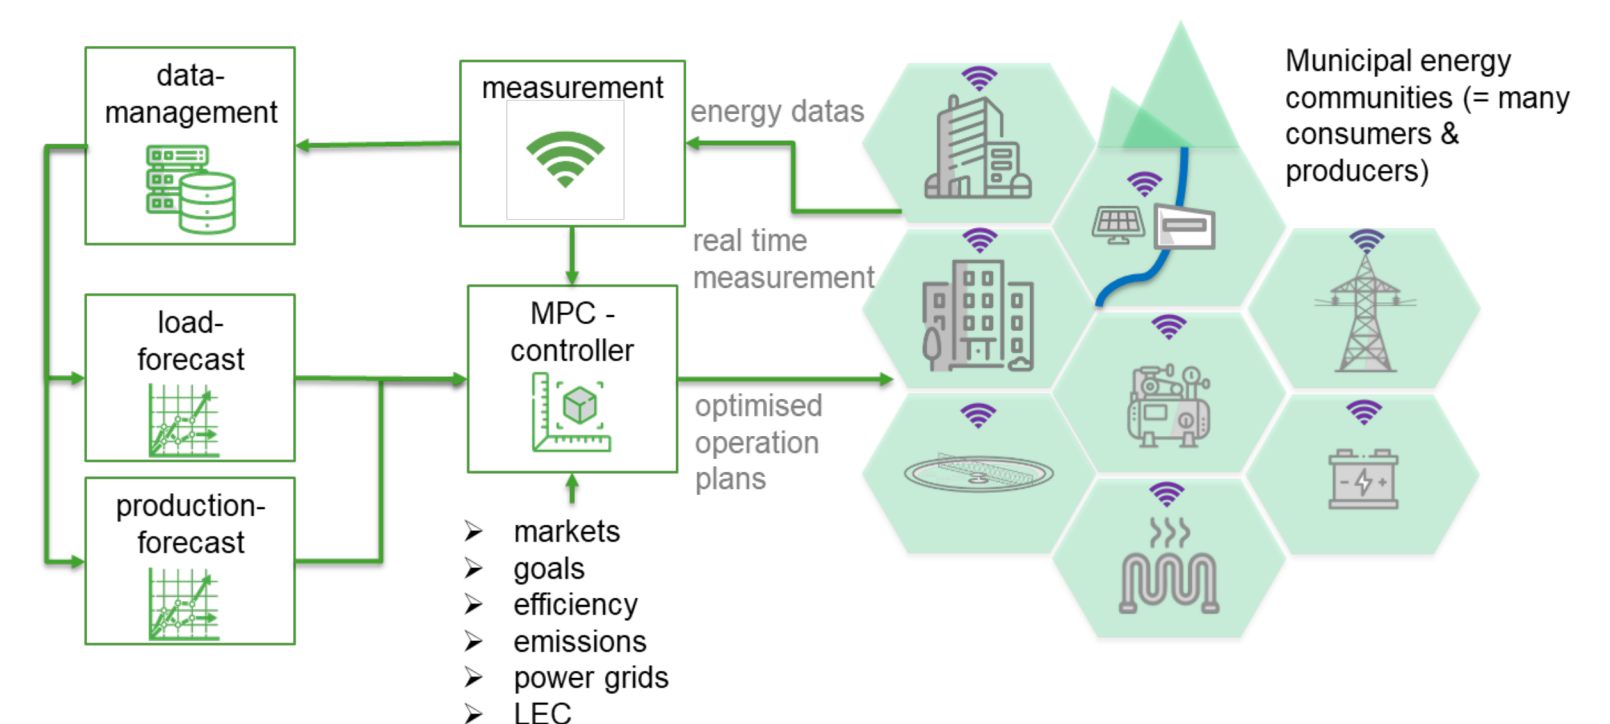 data-
management
measurement
energy datas
real time
measurement
load-
forecast
MPC -
controller
optimised
operation
plans
production-
forecast
➢ markets
➢ goals
➢ efficiency
➢ emissions
➢ power grids
➢ LEC
Municipal energy
communities (= many
consumers &
producers)